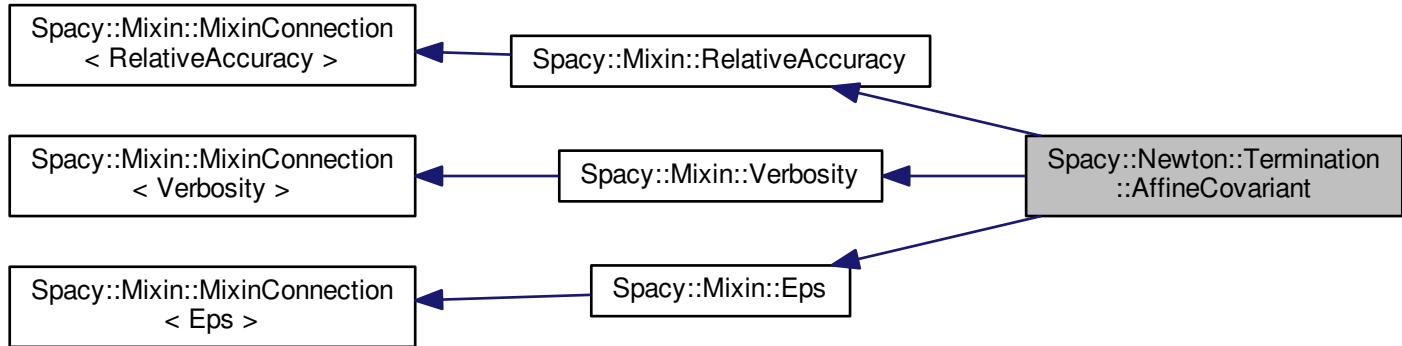 Spacy::Mixin::MixinConnection
< RelativeAccuracy >
Spacy::Mixin::RelativeAccuracy
Spacy::Mixin::MixinConnection
< Verbosity >
Spacy::Mixin::Verbosity
Spacy::Newton::Termination
::AffineCovariant
Spacy::Mixin::MixinConnection
< Eps >
Spacy::Mixin::Eps